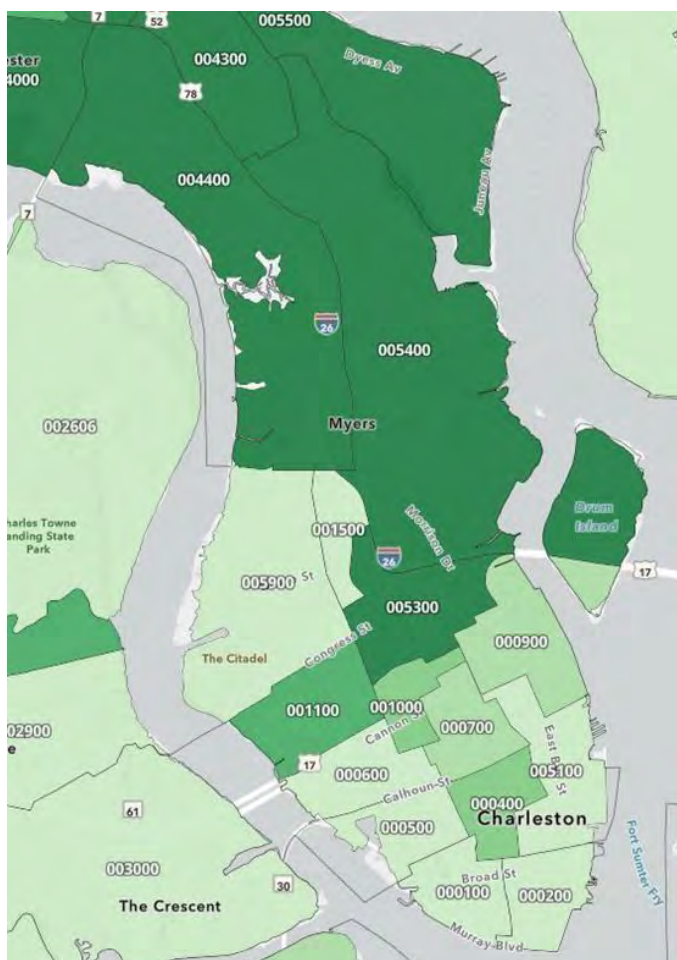 7
52
005500
004300
Dyess Av
ester
4000
78
Juneau Av
004400
7
26
005400
002606
Myers
Drum
Island
harles Towne
anding State
Park
001500
Morrison Dr
26
17
005900
St
005300
000900
Congress St
The Citadel
001100
001000
Cannon S
000700
02900
e
17
000600
East B
St
005100
61
Calhoun St
000400
000500
Charleston
003000
30
Broad St
000100
000200
Fort Sumter Fry
The Crescent
Murray Blvd